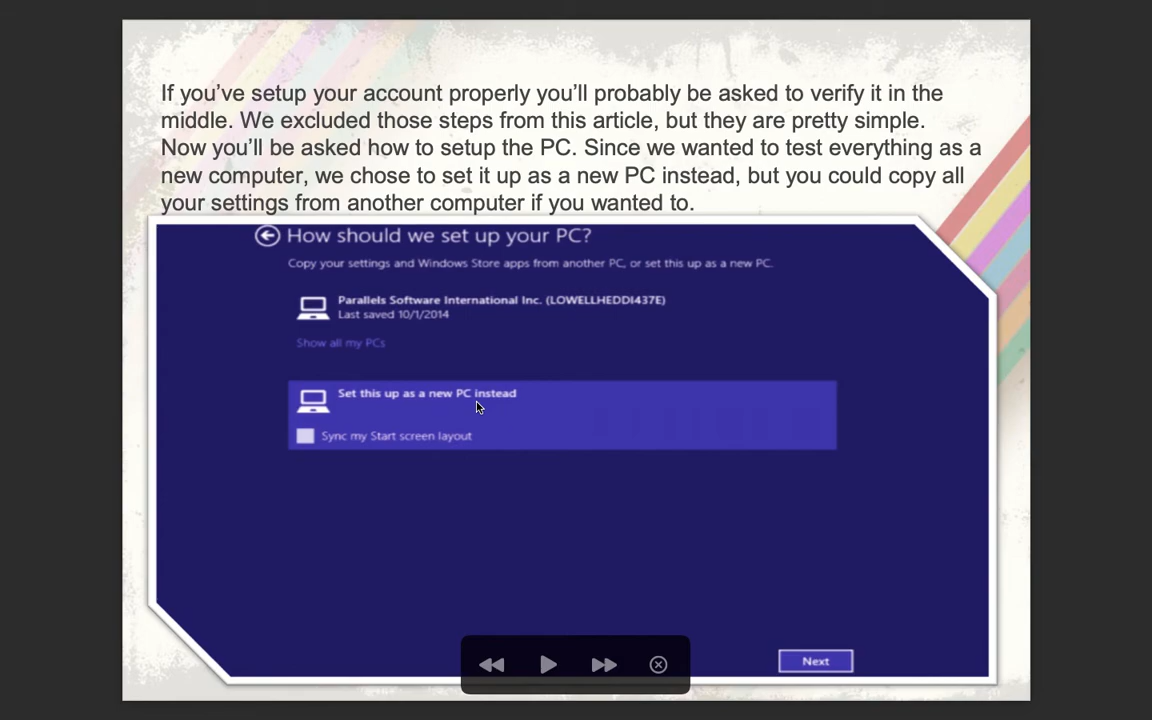 If you’ve setup your account properly you’ll probably be asked to verify it in the
middle. We excluded those steps from this article, but they are pretty simple.
Now you’ll be asked how to setup the PC. Since we wanted to test everything as a
new computer, we chose to set it up as a new PC instead, but you could copy all
your settings from another computer if you wanted to.
How should we set up your PC?
Copy your settings and Windows Store apps from another PC, or set this up as a new PC.
Parallels Software International Inc. (LOWELLHEDDI437E)
Last saved 10/1/2014
Show all my PCs
Set this up as a new PC instead
Sync my Start screen layout
Next